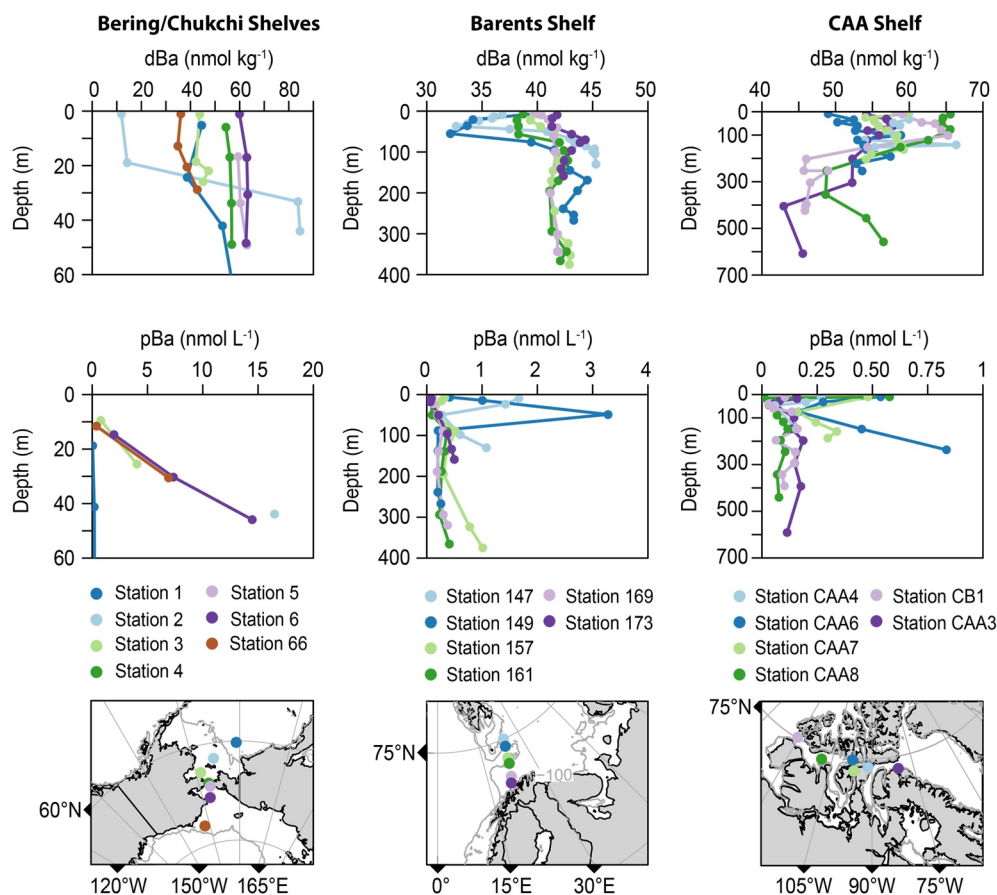 Bering/Chukchi Shelves
Barents Shelf
CAA Shelf
dBa (nmol kg-1)
dBa (nmol kg-1)
dBa (nmol kg-1)
0 20 40 60 80
30 35 40 45 50
40 50 60 70
Depth (m)
0
20
40
60
Depth (m)
0
100
200
300
400
Depth (m)
0
100
300
500
700
pBa (nmol L-1)
pBa (nmol L-1)
pBa (nmol L-1)
0 5 10 15 20
0 1 2 3 4
0 0.25 0.5 0.75 1
Depth (m)
0
20
40
60
Depth (m)
0
100
200
300
400
Depth (m)
0
100
300
500
700
Station 1
Station 2
Station 3
Station 4
Station 5
Station 6
Station 66
Station 147
Station 149
Station 157
Station 161
Station 169
Station 173
Station CAA4
Station CAA6
Station CAA7
Station CAA8
Station CB1
Station CAA3
60°N
120°W 150°W 165°W
75°N
-100
0° 15°E 30°E
75°N
105°W 90°W 75°W